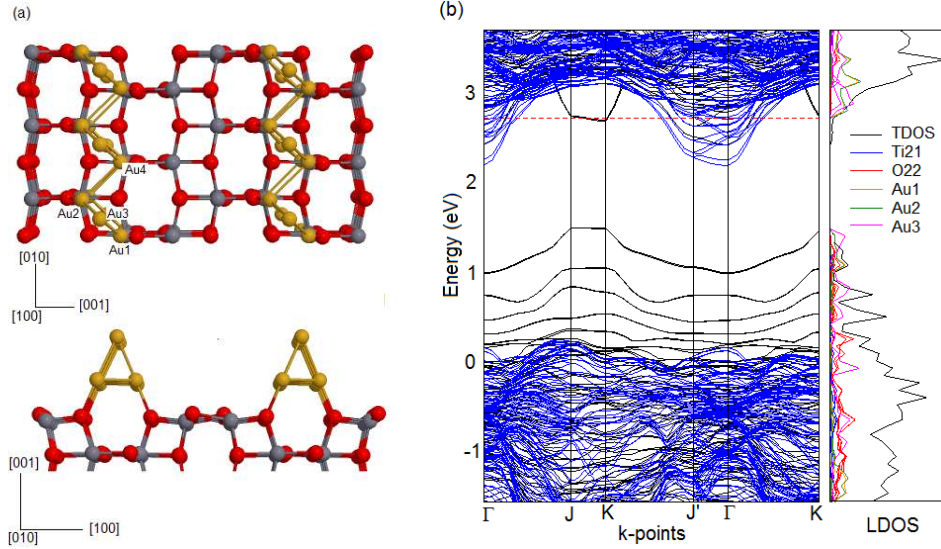 (a)
Au4
Au2
Au3
Au1
[010]
[001]
[100]
[001]
[010]
[100]
(b)
3
2
1
0
-1
Energy (eV)
Γ
J
K
J'
Γ
K
k-points
TDOS
Ti21
O22
Au1
Au2
Au3
LDOS